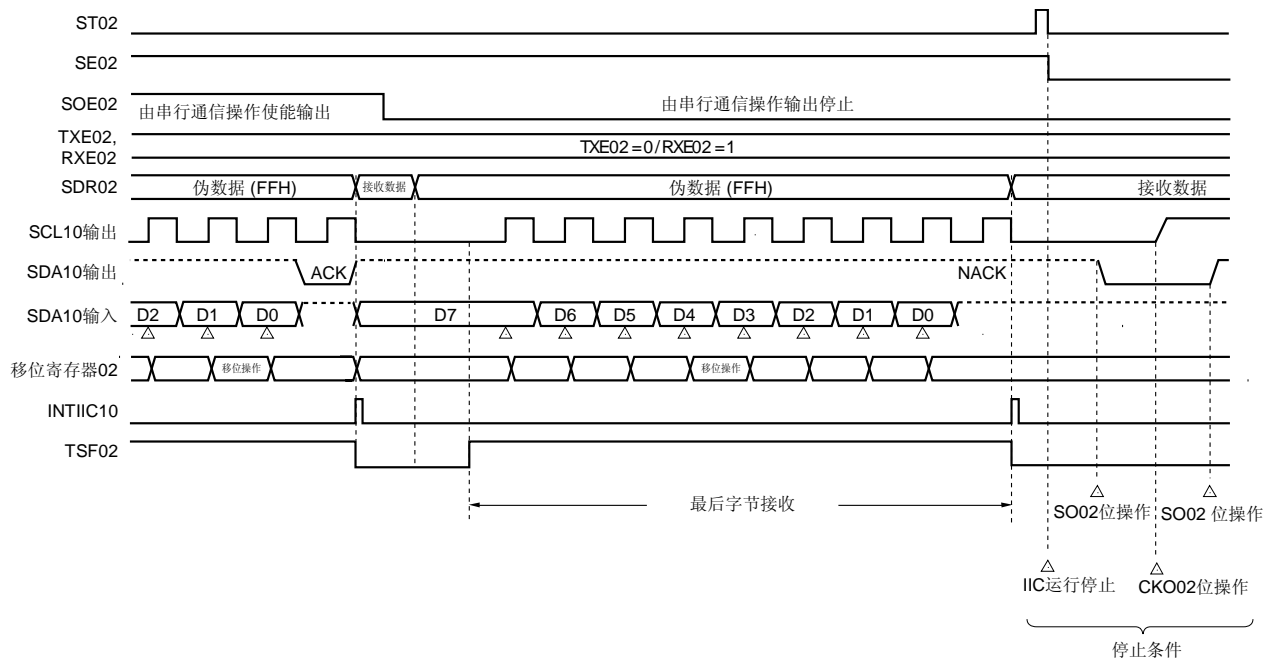 ST02
SE02
SOE02
由串行通信操作使能输出
由串行通信操作输出停止
TXE02,
RXE02
TXE02=0/RXE02=1
SDR02
伪数据 (FFH)
接收数据
伪数据 (FFH)
接收数据
SCL10输出
SDA10输出
ACK
NACK
SDA10输入
D2
D1
D0
D7
D6
D5
D4
D3
D2
D1
D0
移位寄存器02
移位操作
移位操作
INTIIC10
TSF02
最后字节接收
SO02位操作
SO02 位操作
IIC运行停止
CKO02位操作
停止条件